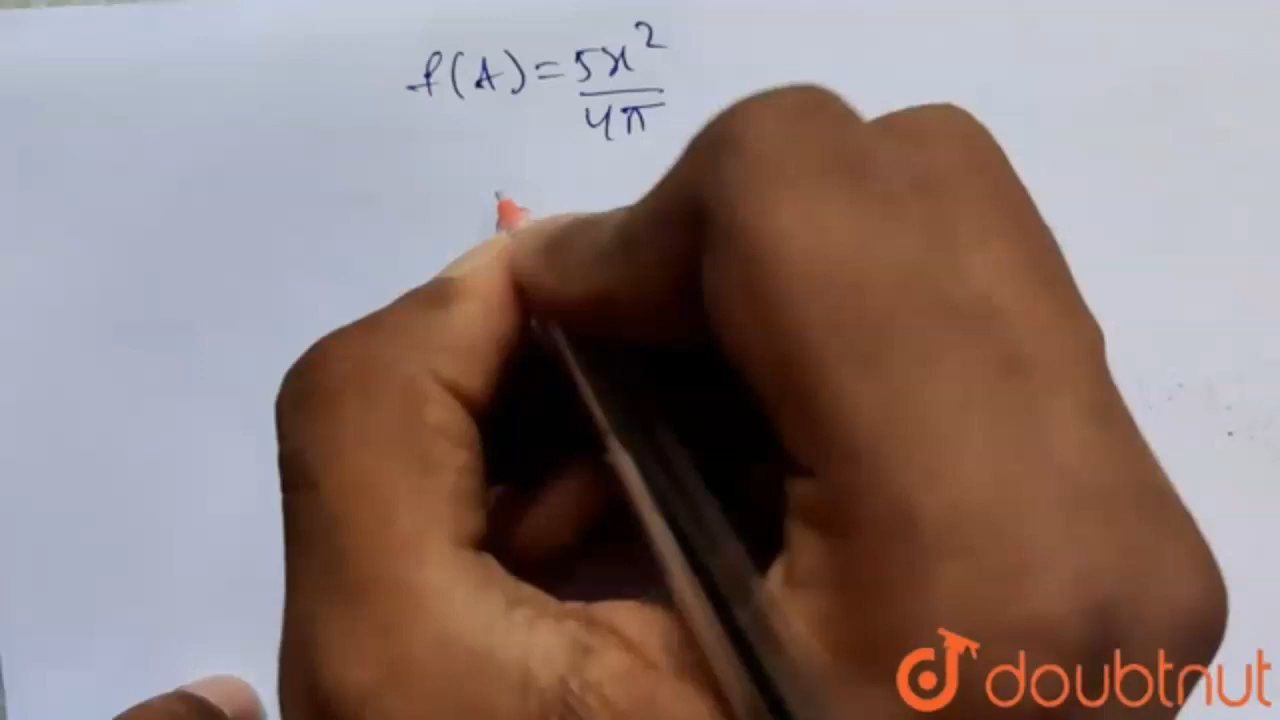 f(A) = 5x²/4π
doubtnut